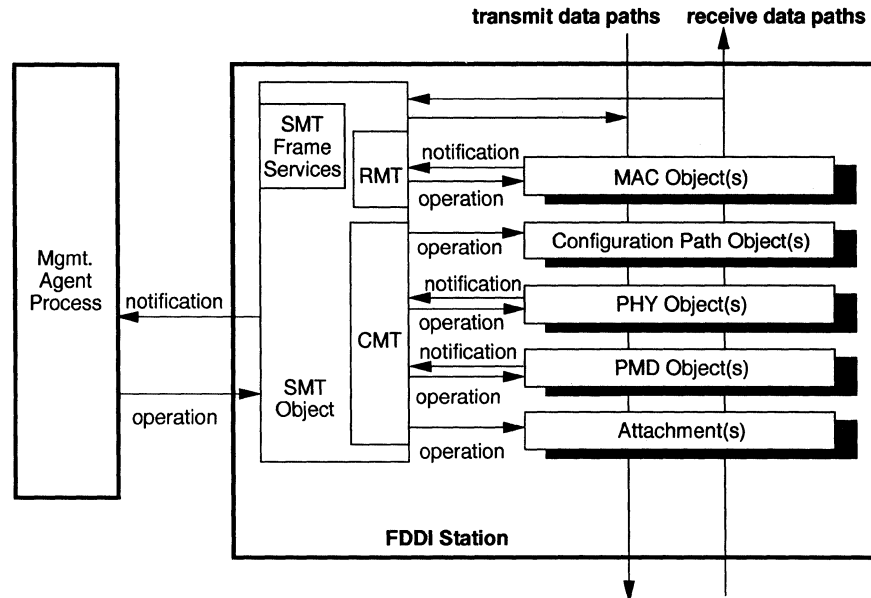 transmit data paths
receive data paths
SMT
Frame
Services
RMT
notification
operation
MAC Object(s)
operation
Configuration Path Object(s)
Mgmt.
Agent
Process
notification
operation
CMT
notification
operation
PHY Object(s)
notification
operation
PMD Object(s)
SMT
Object
operation
Attachment(s)
FDDI Station